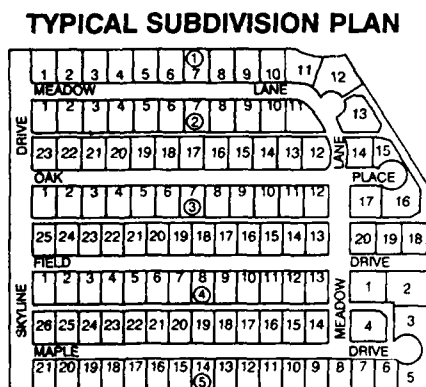 TYPICAL SUBDIVISION PLAN
1 2 3 4 5 6 7 8 9 10 11 12
1
MEADOW LANE
1 2 3 4 5 6 7 8 9 10 11 13
2
DRIVE
23 22 21 20 19 18 17 16 15 14 13 12 LANE 14 15
OAK PLACE
1 2 3 4 5 6 7 8 9 10 11 12 17 16
3
25 24 23 22 21 20 19 18 17 16 15 14 13 20 19 18
FIELD DRIVE
1 2 3 4 5 6 7 8 9 10 11 12 13 1 2
4
SKYLINE MEADOW
26 25 24 23 22 21 20 19 18 17 16 15 14 4 3
MAPLE DRIVE
21 20 19 18 17 16 15 14 13 12 11 10 9 8 7 6 5
5